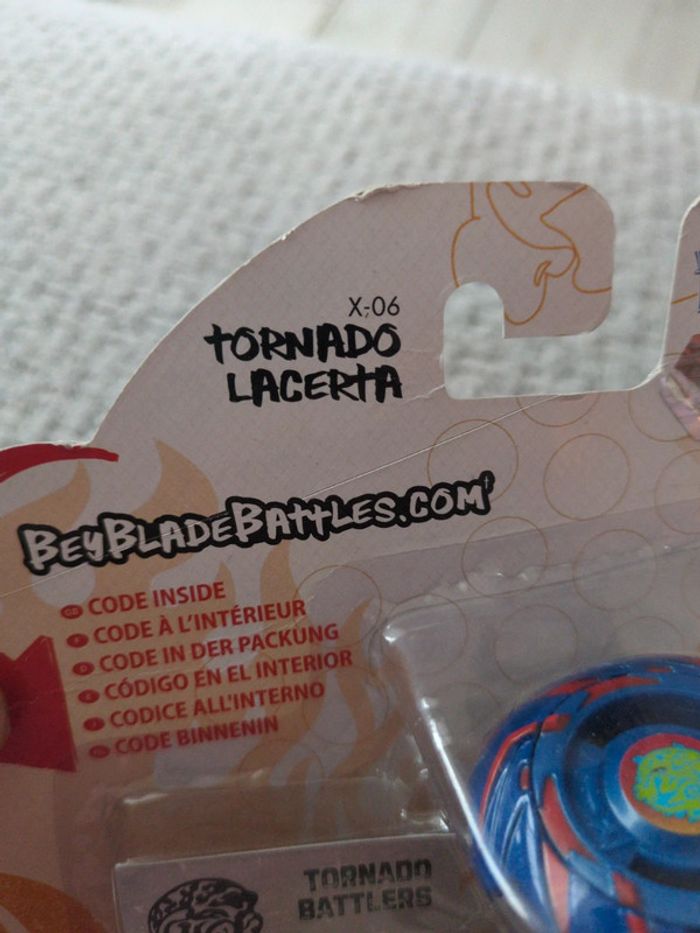 X-06
TORNADO
LACERTA
BEYBLADEBATTLES.COM†
CODE INSIDE
CODE À L'INTÉRIEUR
CODE IN DER PACKUNG
CÓDIGO EN EL INTERIOR
CODICE ALL'INTERNO
CODE BINNENIN
TORNADO
BATTLERS